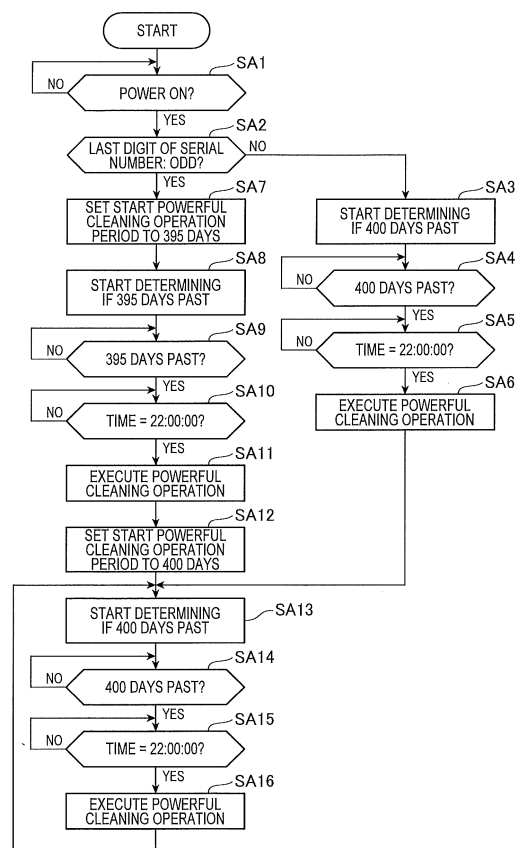 START
SA1
POWER ON?
NO
YES
SA2
LAST DIGIT OF SERIAL
NUMBER: ODD?
NO
YES
SA7
SET START POWERFUL
CLEANING OPERATION
PERIOD TO 395 DAYS
SA8
START DETERMINING
IF 395 DAYS PAST
SA9
395 DAYS PAST?
NO
YES
SA10
TIME = 22:00:00?
NO
YES
SA11
EXECUTE POWERFUL
CLEANING OPERATION
SA12
SET START POWERFUL
CLEANING OPERATION
PERIOD TO 400 DAYS
SA3
START DETERMINING
IF 400 DAYS PAST
SA4
400 DAYS PAST?
NO
YES
SA5
TIME = 22:00:00?
NO
YES
SA6
EXECUTE POWERFUL
CLEANING OPERATION
SA13
START DETERMINING
IF 400 DAYS PAST
SA14
400 DAYS PAST?
NO
YES
SA15
TIME = 22:00:00?
NO
YES
SA16
EXECUTE POWERFUL
CLEANING OPERATION